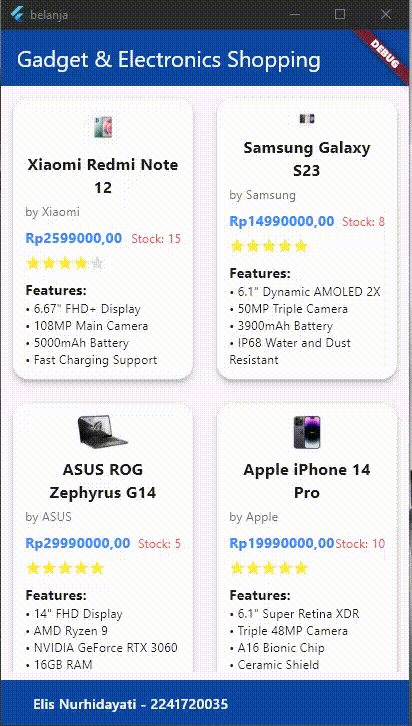 belanja
Gadget & Electronics Shopping
DEBUG
Xiaomi Redmi Note
12
by Xiaomi
Rp2599000,00 Stock: 15
Features:
• 6.67" FHD+ Display
• 108MP Main Camera
• 5000mAh Battery
• Fast Charging Support
Samsung Galaxy
S23
by Samsung
Rp14990000,00 Stock: 8
Features:
• 6.1" Dynamic AMOLED 2X
• 50MP Triple Camera
• 3900mAh Battery
• IP68 Water and Dust
Resistant
ASUS ROG
Zephyrus G14
by ASUS
Rp29990000,00 Stock: 5
Features:
• 14" FHD Display
• AMD Ryzen 9
• NVIDIA GeForce RTX 3060
• 16GB RAM
Apple iPhone 14
Pro
by Apple
Rp19990000,00 Stock: 10
Features:
• 6.1" Super Retina XDR
• Triple 48MP Camera
• A16 Bionic Chip
• Ceramic Shield
Elis Nurhidayati - 2241720035